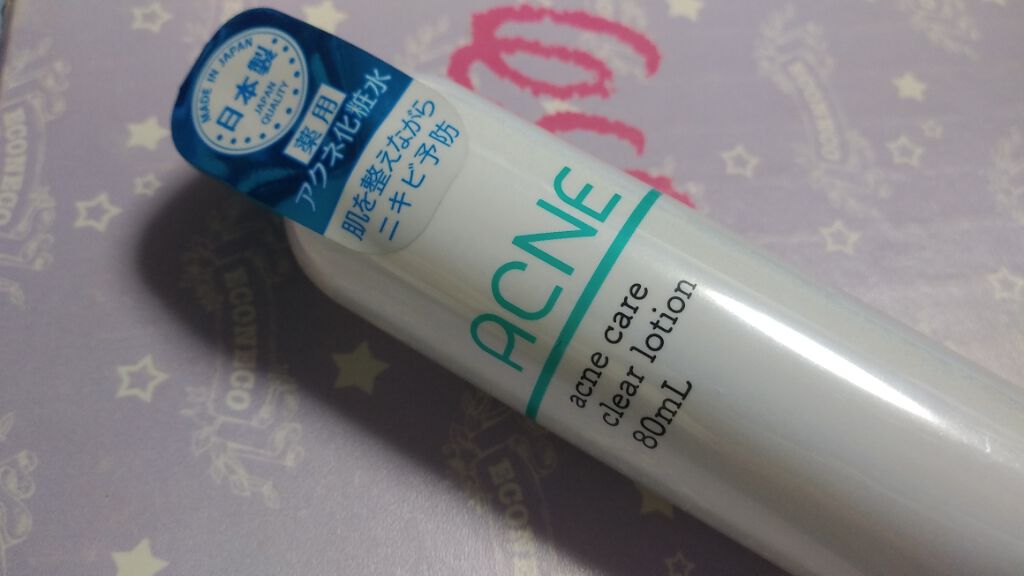 MADE IN JAPAN
日本製
JAPAN
QUALITY
薬用
アクネ化粧水
肌を整えながら
ニキビ予防
ACNE
acne care
clear lotion
80mL